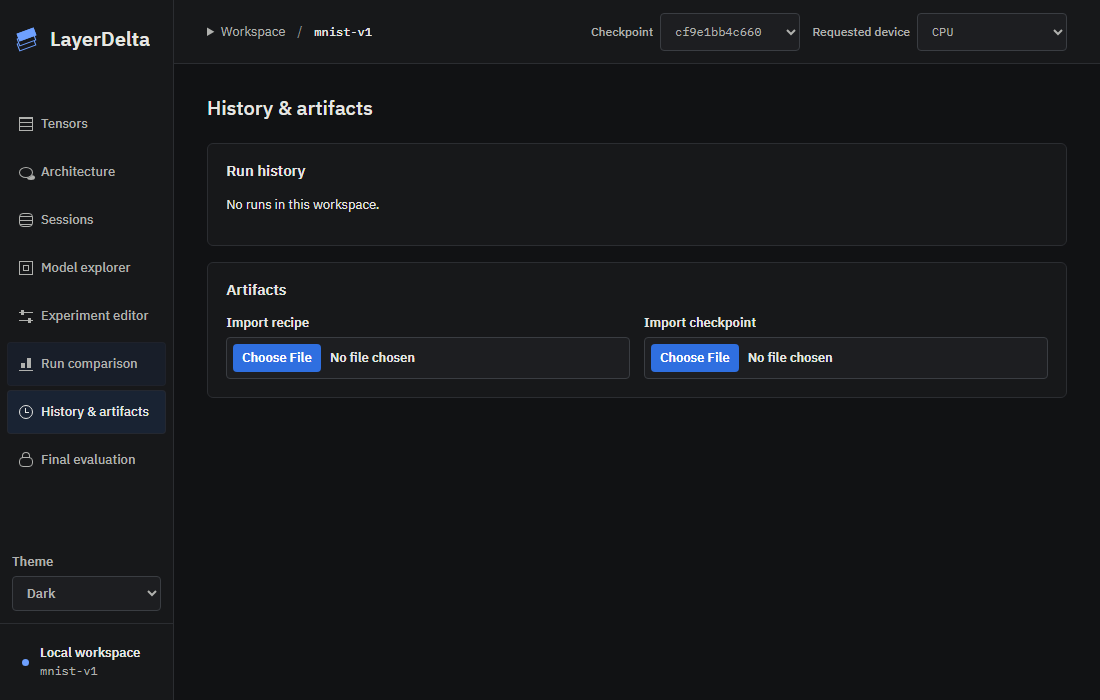 LayerDelta
Workspace / mnist-v1
Checkpoint cf9e1bb4c660 Requested device CPU
Tensors
Architecture
Sessions
Model explorer
Experiment editor
Run comparison
History & artifacts
Final evaluation
Theme
Dark
Local workspace
mnist-v1
History & artifacts
Run history
No runs in this workspace.
Artifacts
Import recipe
Choose File No file chosen
Import checkpoint
Choose File No file chosen